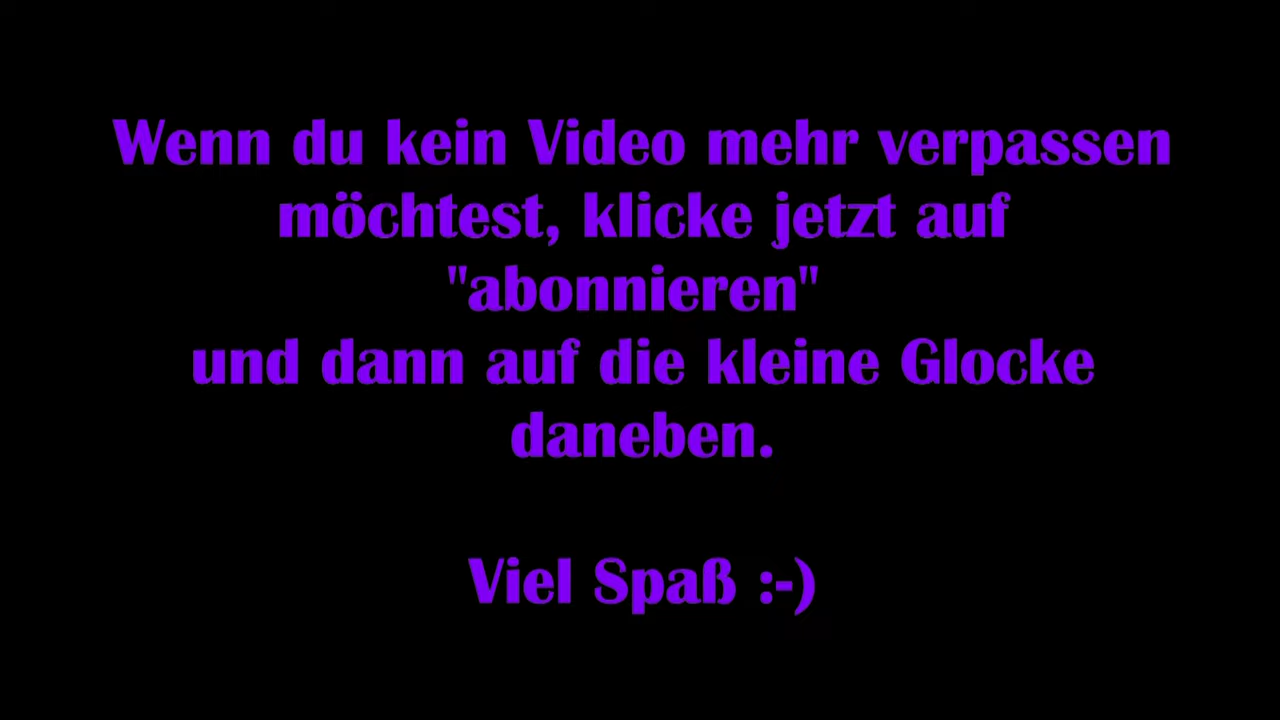 Wenn du kein Video mehr verpassen
möchtest, klicke jetzt auf
"abonnieren"
und dann auf die kleine Glocke
daneben.
Viel Spaß :-)